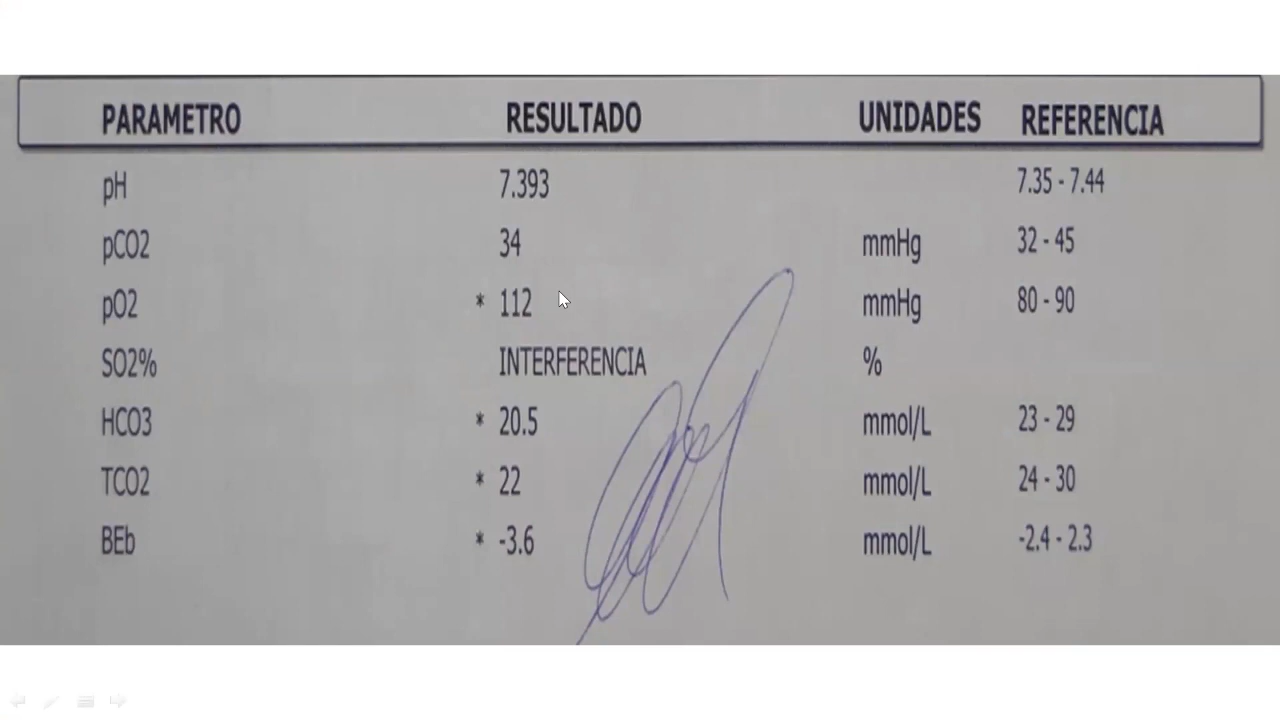 PARAMETRO RESULTADO UNIDADES REFERENCIA
pH 7.393 7.35 - 7.44
pCO2 34 mmHg 32 - 45
pO2 * 112 mmHg 80 - 90
SO2% INTERFERENCIA %
HCO3 * 20.5 mmol/L 23 - 29
TCO2 * 22 mmol/L 24 - 30
BEb * -3.6 mmol/L -2.4 - 2.3